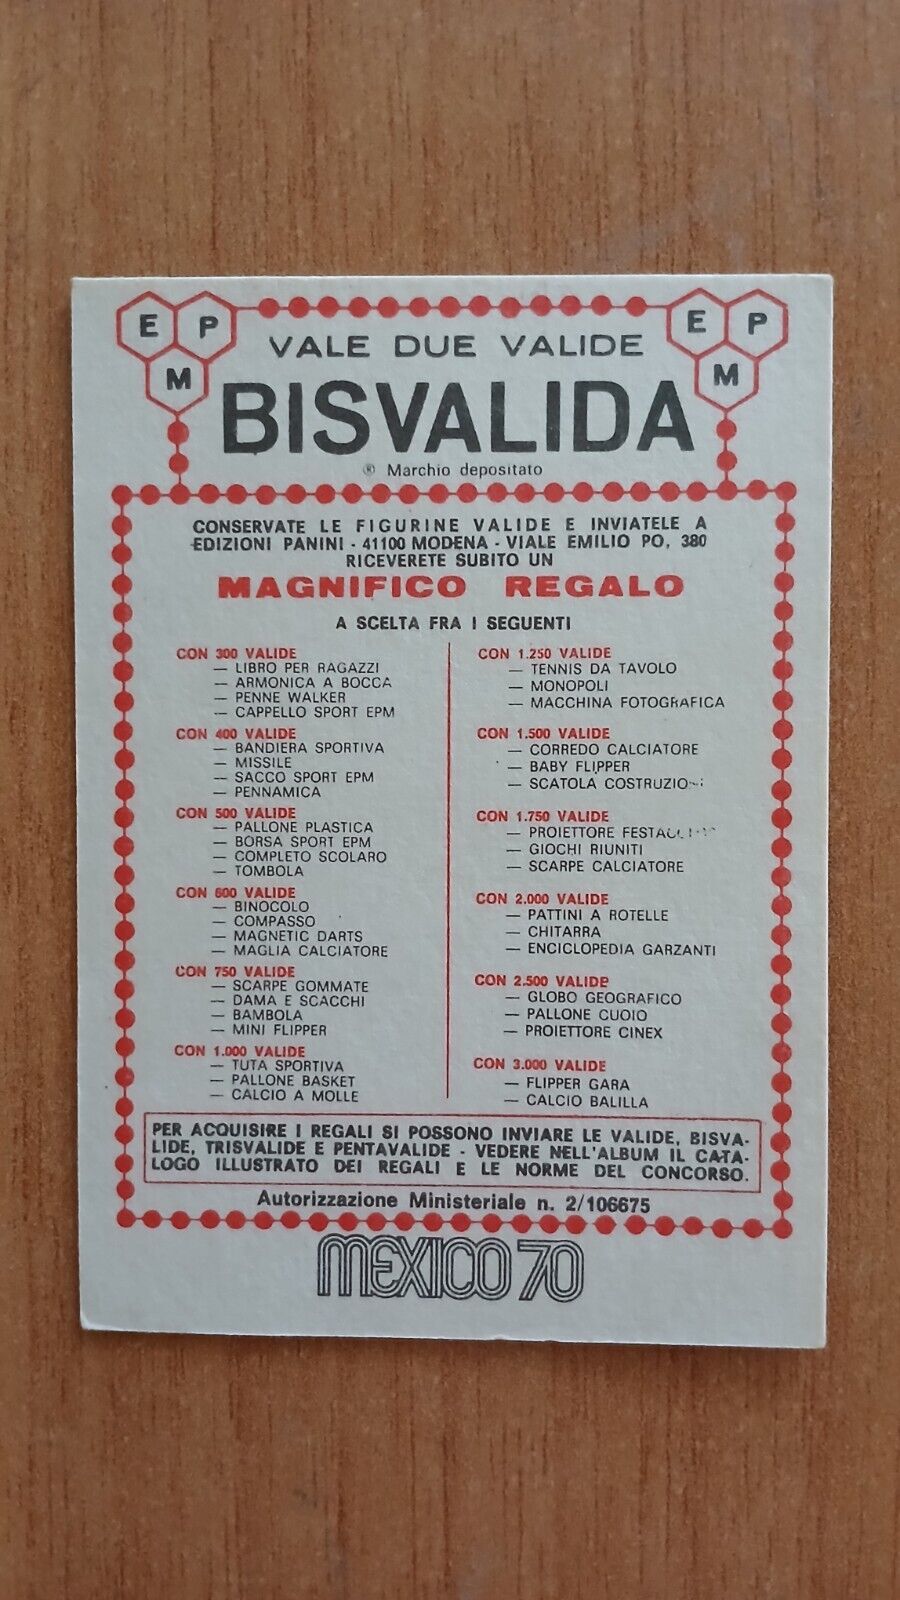 E P M
E P M
VALE DUE VALIDE
BISVALIDA
® Marchio depositato
CONSERVATE LE FIGURINE VALIDE E INVIATELE A
EDIZIONI PANINI - 41100 MODENA - VIALE EMILIO PO, 380
RICEVERETE SUBITO UN
MAGNIFICO REGALO
A SCELTA FRA I SEGUENTI
CON 300 VALIDE
— LIBRO PER RAGAZZI
— ARMONICA A BOCCA
— PENNE WALKER
— CAPPELLO SPORT EPM
CON 400 VALIDE
— BANDIERA SPORTIVA
— MISSILE
— SACCO SPORT EPM
— PENNAMICA
CON 500 VALIDE
— PALLONE PLASTICA
— BORSA SPORT EPM
— COMPLETO SCOLARO
— TOMBOLA
CON 600 VALIDE
— BINOCOLO
— COMPASSO
— MAGNETIC DARTS
— MAGLIA CALCIATORE
CON 750 VALIDE
— SCARPE GOMMATE
— DAMA E SCACCHI
— BAMBOLA
— MINI FLIPPER
CON 1.000 VALIDE
— TUTA SPORTIVA
— PALLONE BASKET
— CALCIO A MOLLE
CON 1.250 VALIDE
— TENNIS DA TAVOLO
— MONOPOLI
— MACCHINA FOTOGRAFICA
CON 1.500 VALIDE
— CORREDO CALCIATORE
— BABY FLIPPER
— SCATOLA
CON 1.750 VALIDE
— PROIETTORE
— GIOCHI RIUNITI
— SCARPE CALCIATORE
CON 2.000 VALIDE
— PATTINI A ROTELLE
— CHITARRA
— ENCICLOPEDIA GARZANTI
CON 2.500 VALIDE
— GLOBO GEOGRAFICO
— PALLONE CUOIO
— PROIETTORE CINEX
CON 3.000 VALIDE
— FLIPPER GARA
— CALCIO BALILLA
PER ACQUISIRE I REGALI SI POSSONO INVIARE LE VALIDE, BISVA-
LIDE, TRISVALIDE E PENTAVALIDE - VEDERE NELL'ALBUM IL CATA-
LOGO ILLUSTRATO DEI REGALI E LE NORME DEL CONCORSO.
Autorizzazione Ministeriale n. 2/106675
MEXICO 70